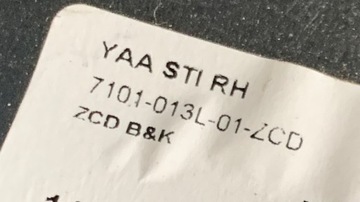 YAA STI RH
7101-013L-01-ZCD
ZCD B&K